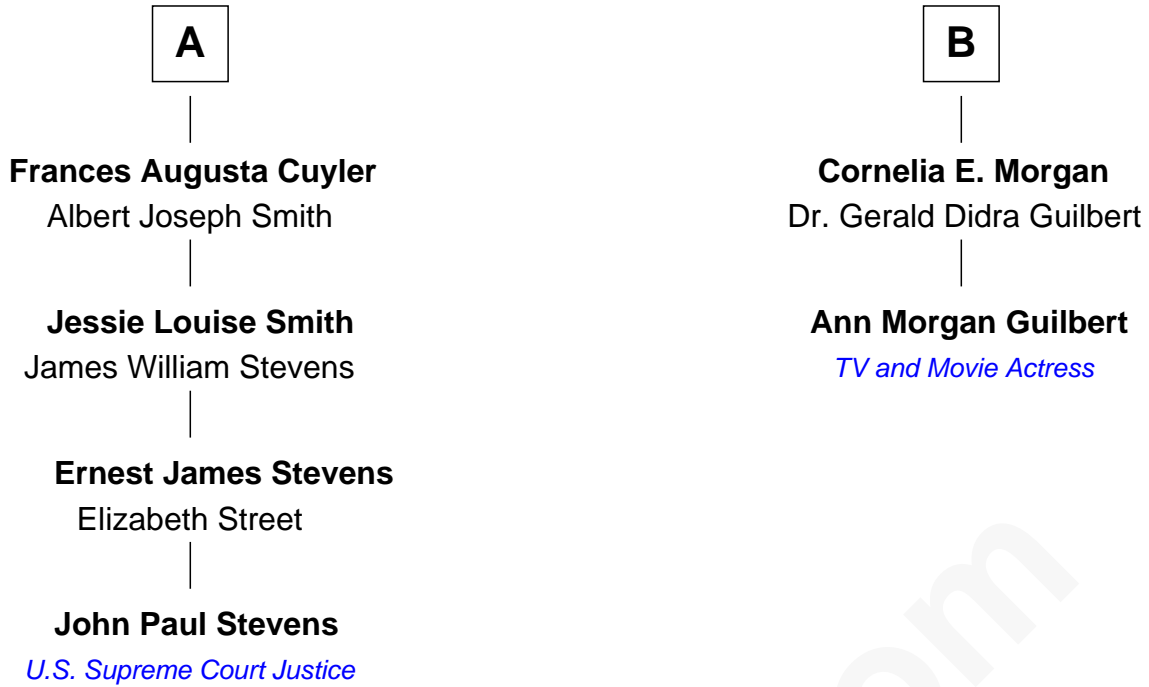 A
Frances Augusta Cuyler
Albert Joseph Smith
Jessie Louise Smith
James William Stevens
Ernest James Stevens
Elizabeth Street
John Paul Stevens
U.S. Supreme Court Justice
B
Cornelia E. Morgan
Dr. Gerald Didra Guilbert
Ann Morgan Guilbert
TV and Movie Actress
om